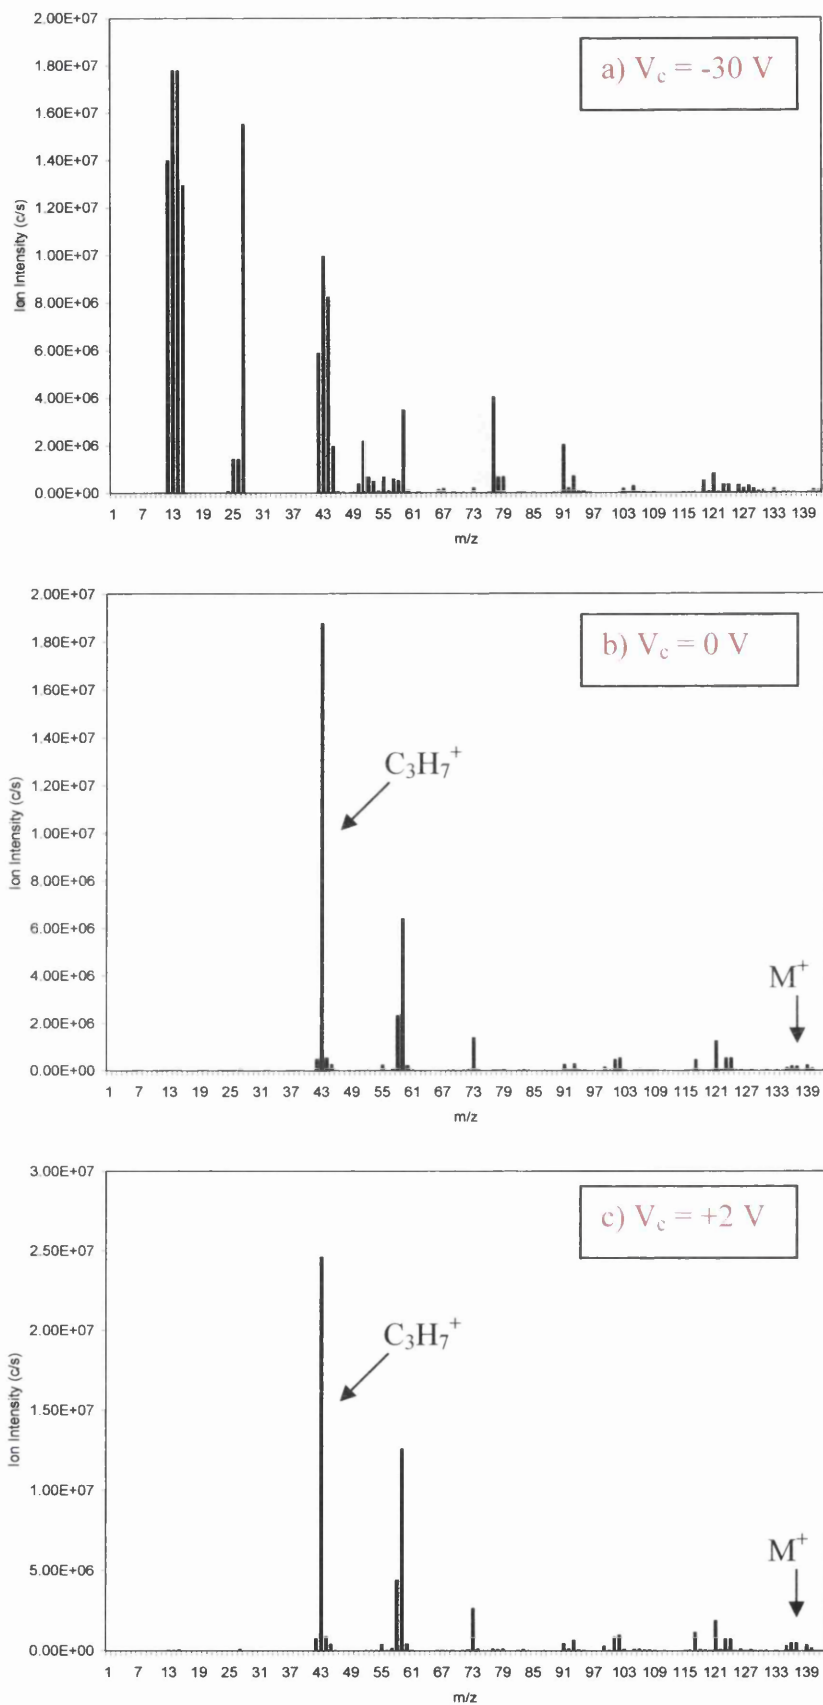 2.00E+07
1.80E+07
1.60E+07
1.40E+07
1.20E+07
1.00E+07
8.00E+06
6.00E+06
4.00E+06
2.00E+06
0.00E+00
Ion Intensity (c/s)
a) Vc = -30 V
1 7 13 19 25 31 37 43 49 55 61 67 73 79 85 91 97 103 109 115 121 127 133 139
m/z
2.00E+07
1.80E+07
1.60E+07
1.40E+07
1.20E+07
1.00E+07
8.00E+06
6.00E+06
4.00E+06
2.00E+06
0.00E+00
Ion Intensity (c/s)
b) Vc = 0 V
C3H7+
M+
1 7 13 19 25 31 37 43 49 55 61 67 73 79 85 91 97 103 109 115 121 127 133 139
m/z
3.00E+07
2.50E+07
2.00E+07
1.50E+07
1.00E+07
5.00E+06
0.00E+00
Ion Intensity (c/s)
c) Vc = +2 V
C3H7+
M+
1 7 13 19 25 31 37 43 49 55 61 67 73 79 85 91 97 103 109 115 121 127 133 139
m/z